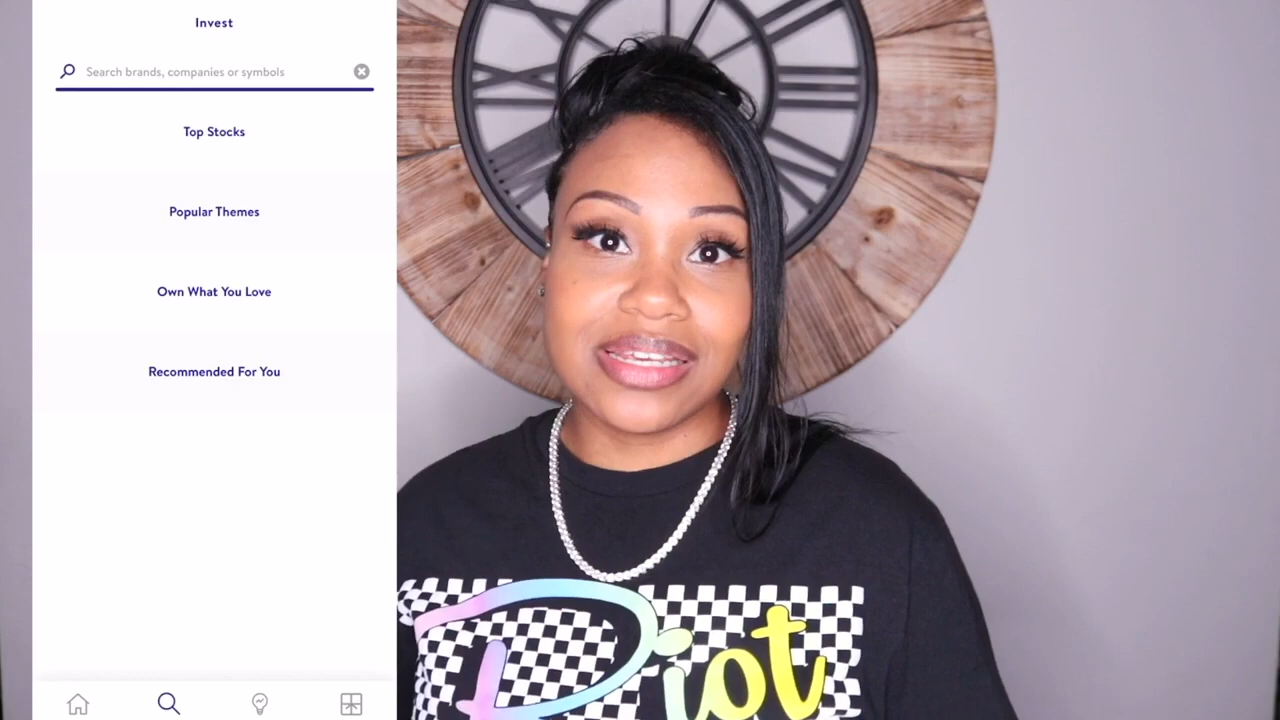 Invest
Search brands, companies or symbols
Top Stocks
Popular Themes
Own What You Love
Recommended For You
Riot